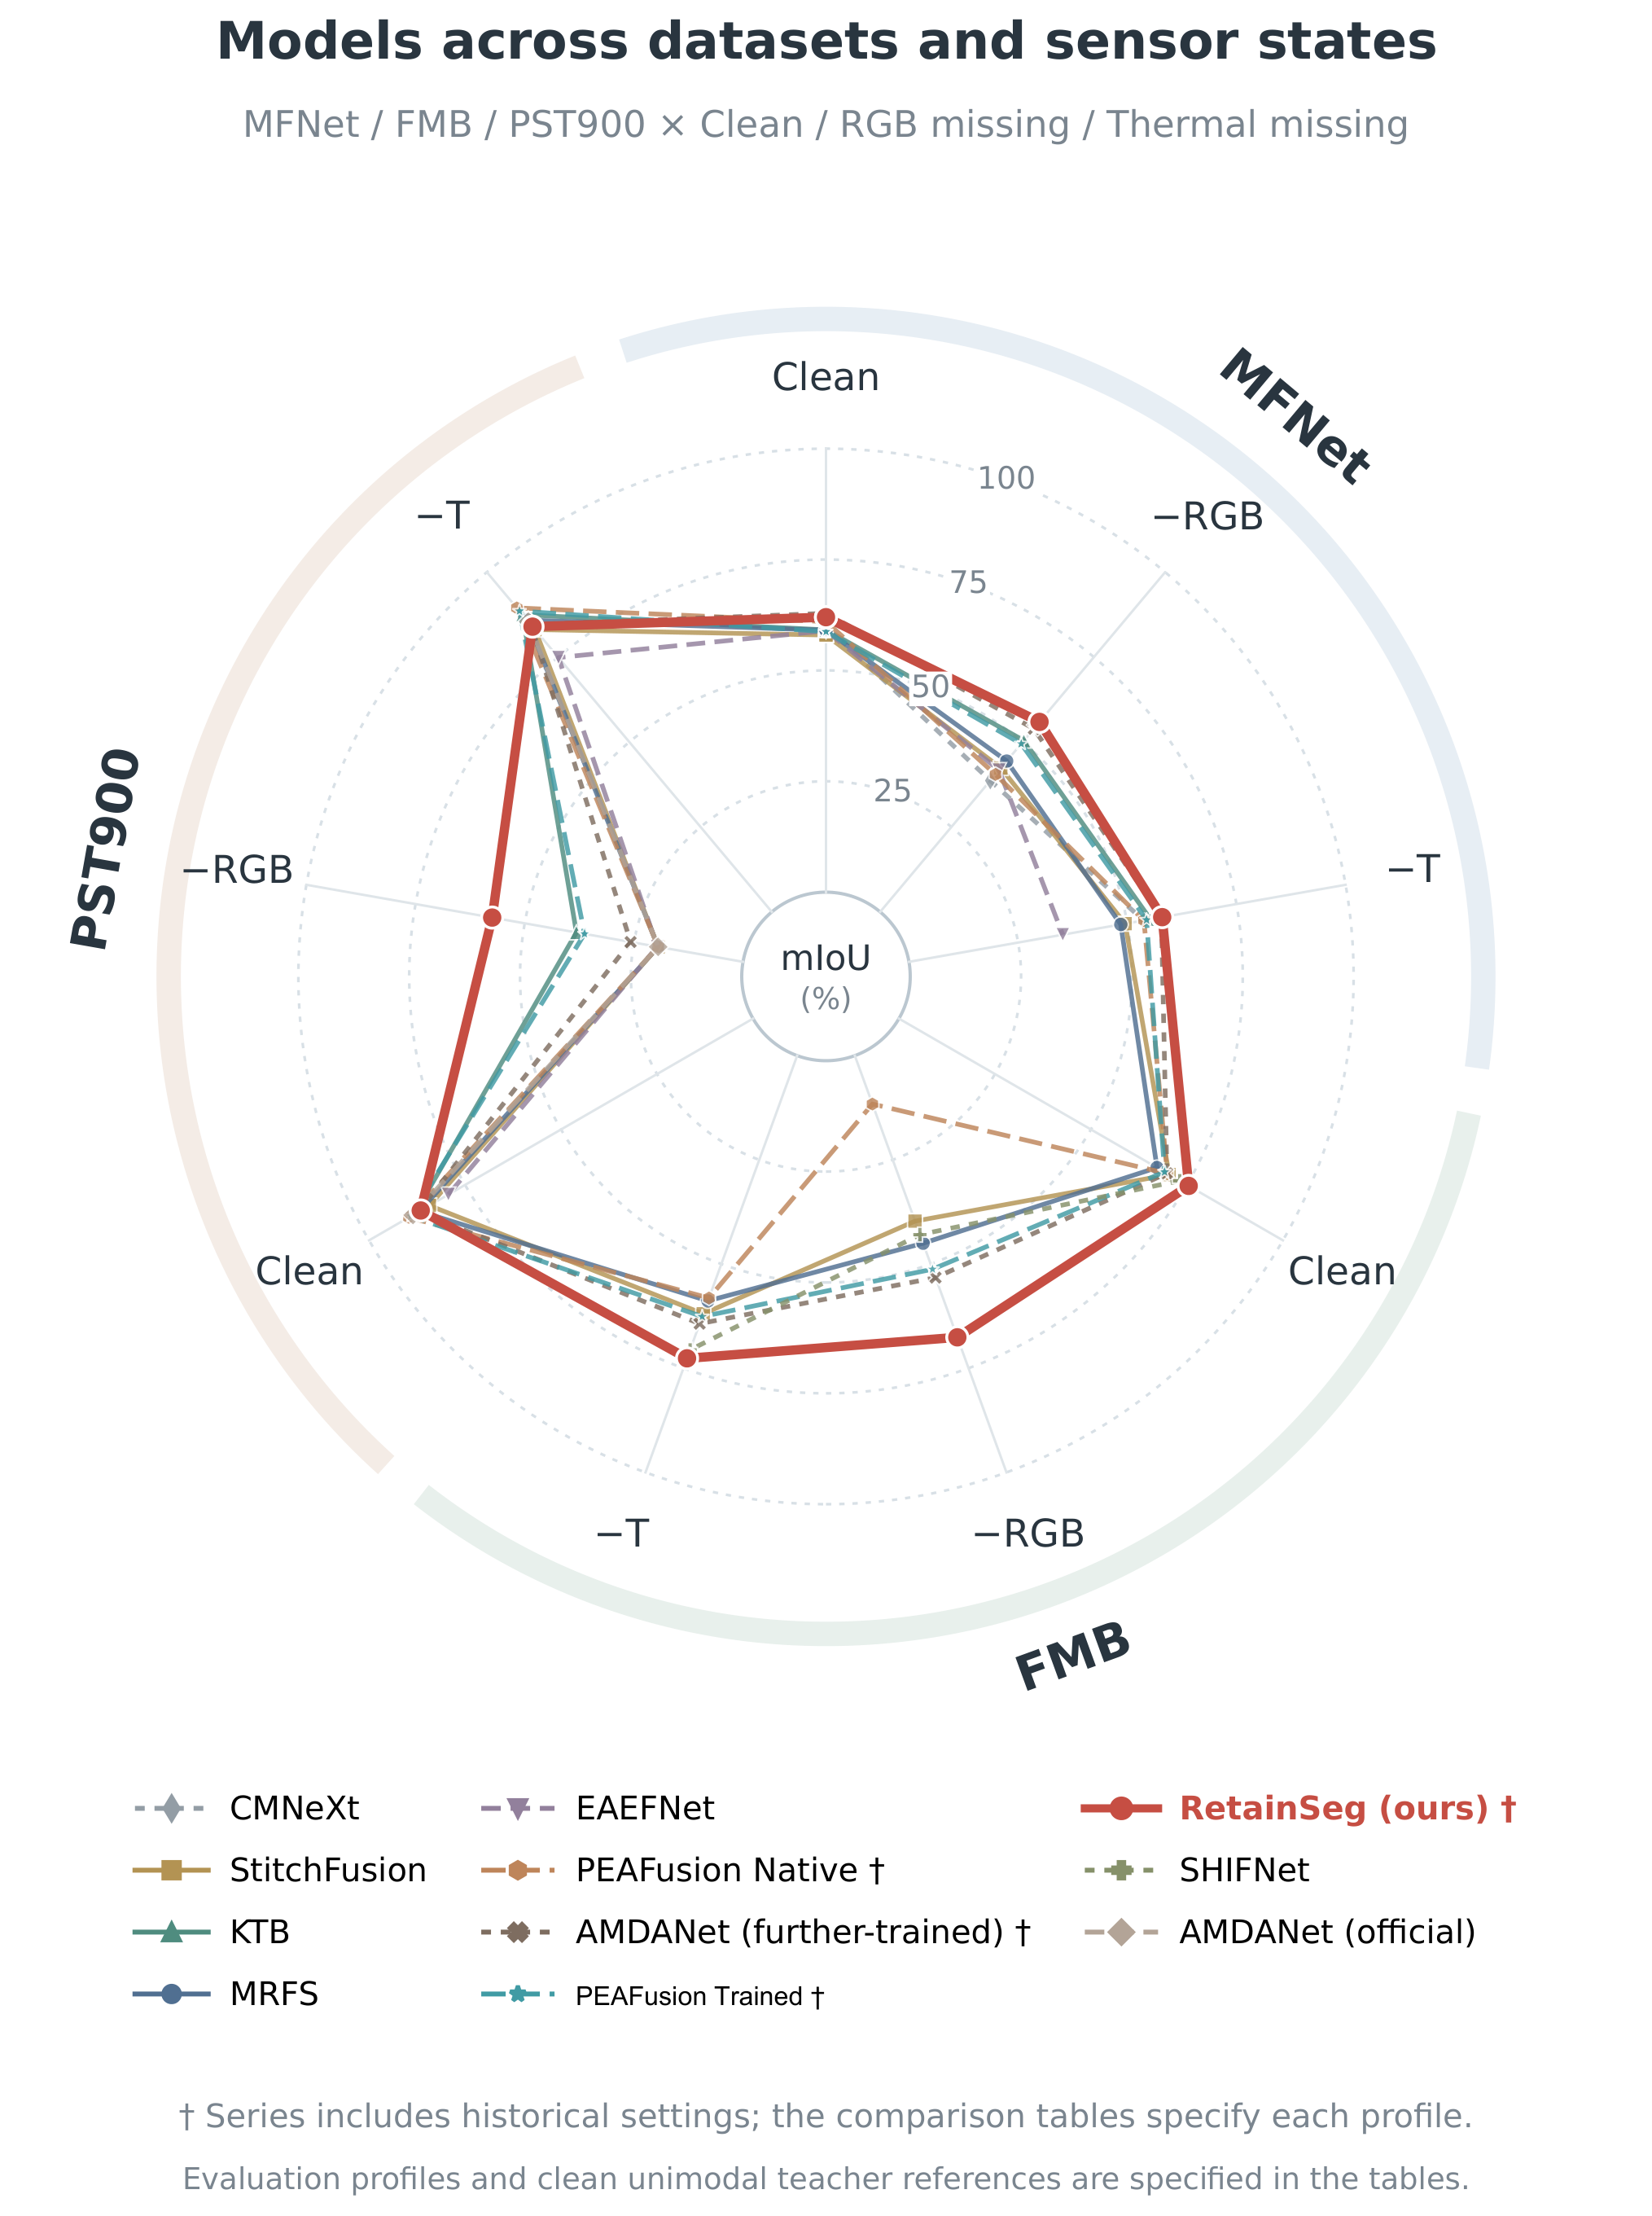 Models across datasets and sensor states
MFNet / FMB / PST900 × Clean / RGB missing / Thermal missing
MFNet
Clean
100
−T
−RGB
75
50
25
PST900
−RGB
−T
mIoU
(%)
Clean
Clean
−T
−RGB
FMB
CMNeXt
EAEFNet
RetainSeg (ours) †
StitchFusion
PEAFusion Native †
SHIFNet
KTB
AMDANet (further-trained) †
AMDANet (official)
MRFS
PEAFusion Trained †
† Series includes historical settings; the comparison tables specify each profile.
Evaluation profiles and clean unimodal teacher references are specified in the tables.